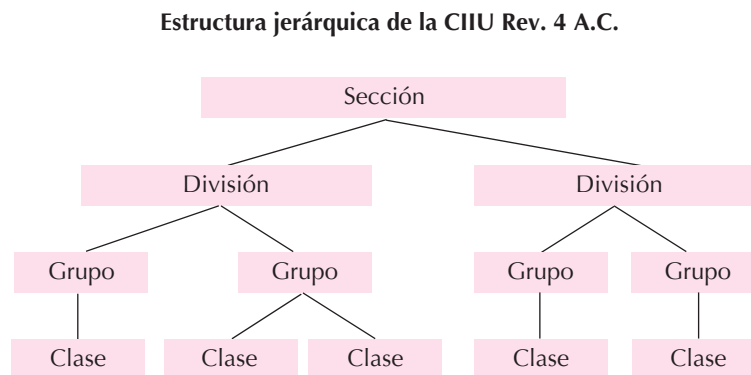 Estructura jerárquica de la CIIU Rev. 4 A.C.
Sección
División División
Grupo Grupo Grupo Grupo
Clase Clase Clase Clase Clase